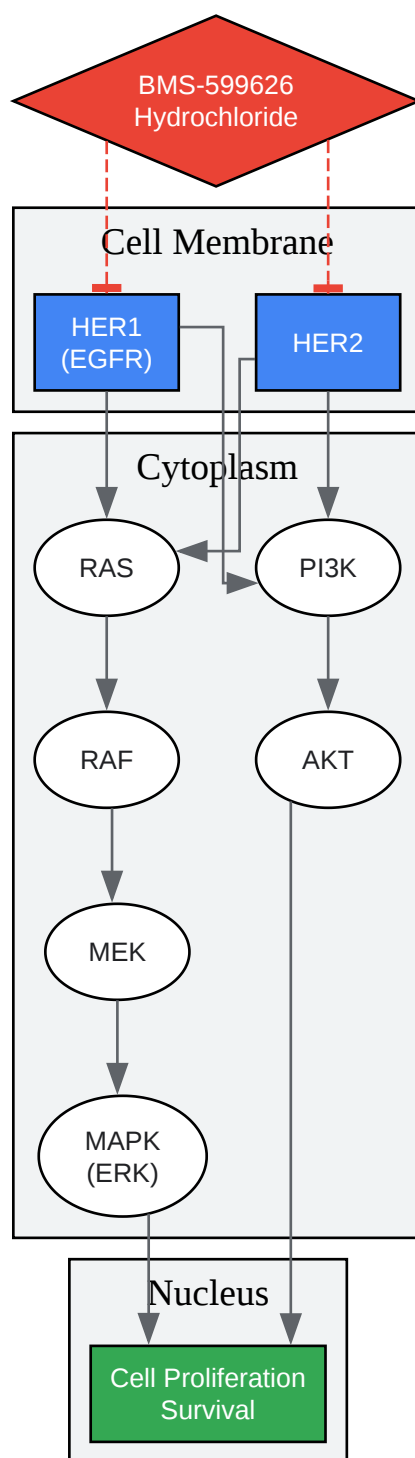 BMS-599626
Hydrochloride
Cell Membrane
HER1
(EGFR)
HER2
Cytoplasm
RAS
PI3K
RAF
AKT
MEK
MAPK
(ERK)
Nucleus
Cell Proliferation
Survival